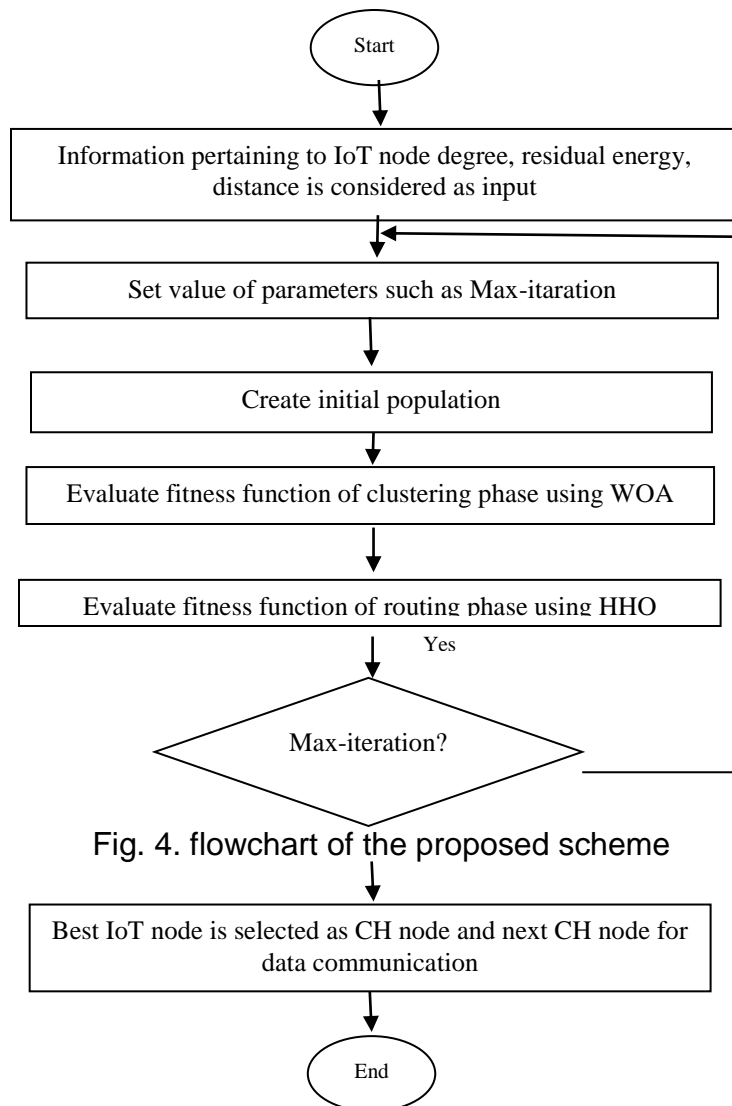 Start
Information pertaining to IoT node degree, residual energy,
distance is considered as input
Set value of parameters such as Max-itaration
Create initial population
Evaluate fitness function of clustering phase using WOA
Evaluate fitness function of routing phase using HHO
Yes
Max-iteration?
Fig. 4. flowchart of the proposed scheme
Best IoT node is selected as CH node and next CH node for
data communication
End